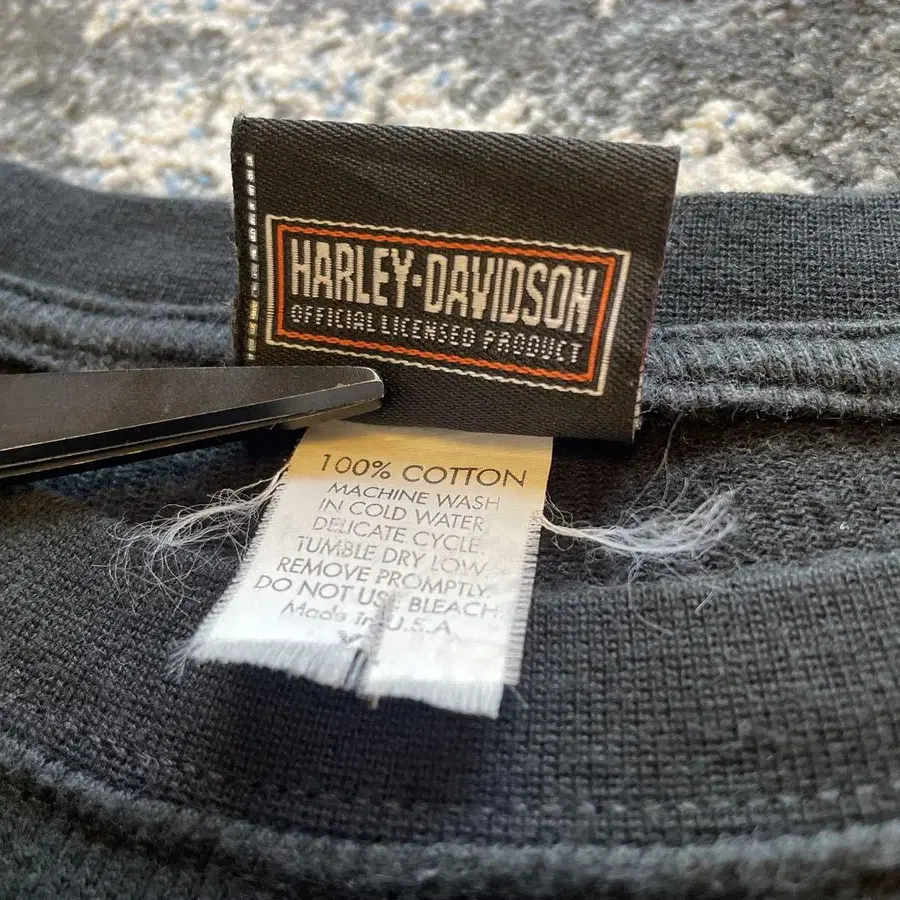 HARLEY-DAVIDSON
OFFICIAL LICENSED PRODUCT
100% COTTON
MACHINE WASH
IN COLD WATER
DELICATE CYCLE.
TUMBLE DRY LOW.
REMOVE PROMPTLY.
DO NOT USE BLEACH
Made in U.S.A